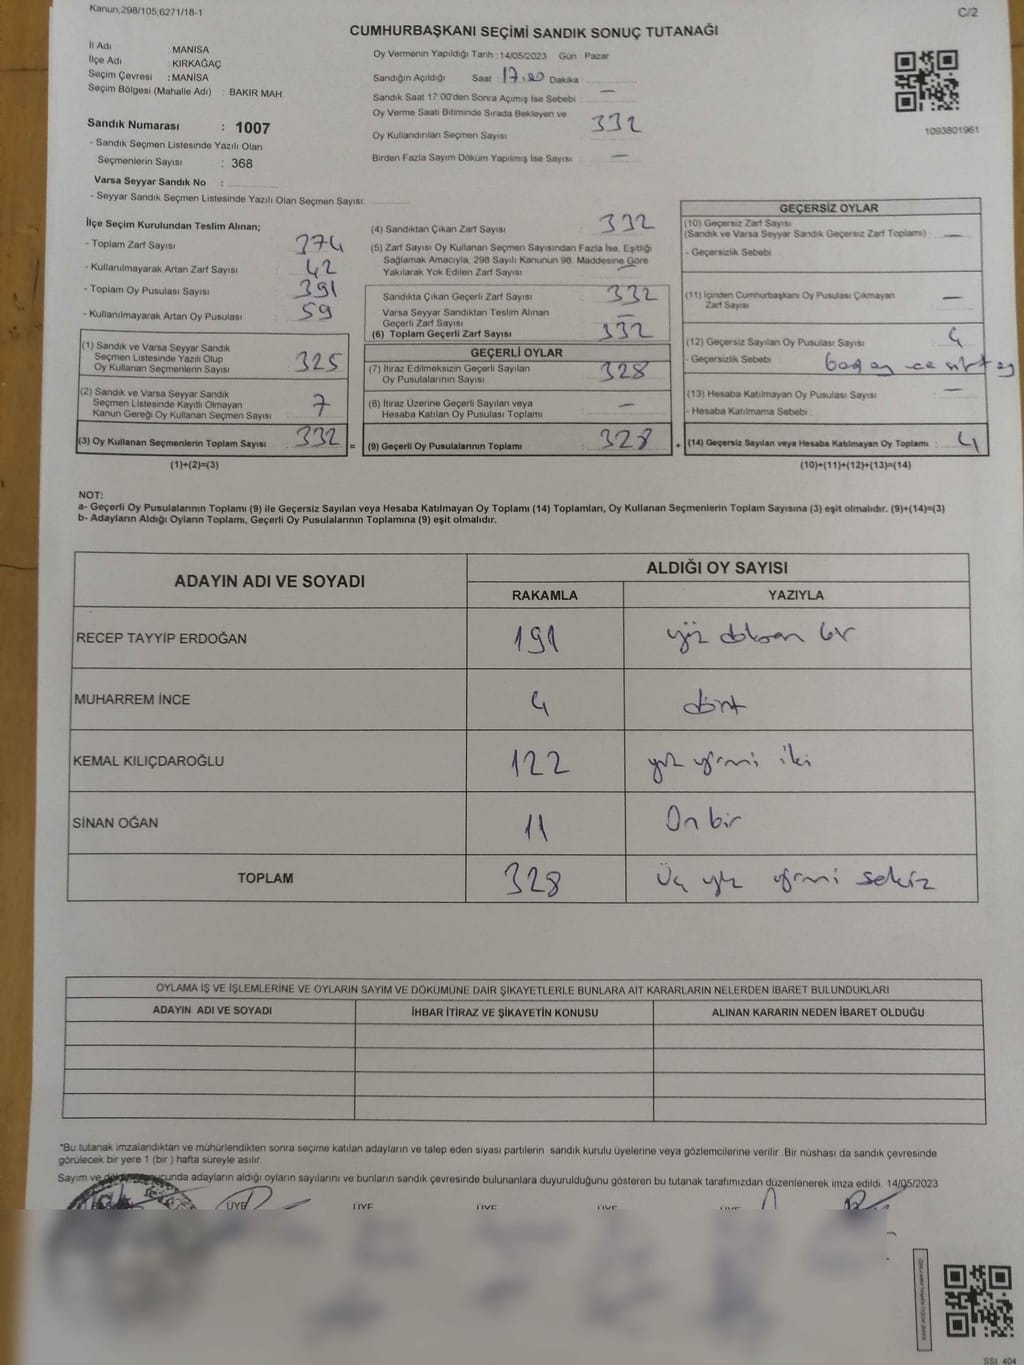 Kanun:298/105,6271/18-1
C/2
CUMHURBAŞKANI SEÇİMİ SANDIK SONUÇ TUTANAĞI
İl Adı : MANİSA
İlçe Adı : KIRKAĞAÇ
Seçim Çevresi : MANİSA
Seçim Bölgesi (Mahalle Adı) : BAKIR MAH.
Sandık Numarası : 1007
- Sandık Seçmen Listesinde Yazılı Olan
Seçmenlerin Sayısı : 368
Varsa Seyyar Sandık No :
- Seyyar Sandık Seçmen Listesinde Yazılı Olan Seçmen Sayısı:
Oy Vermenin Yapıldığı Tarih : 14/05/2023 Gün : Pazar
Sandığın Açıldığı Saat 17.00 Dakika
Sandık Saat 17:00'den Sonra Açılmış İse Sebebi : —
Oy Verme Saati Bitiminde Sırada Bekleyen ve
Oy Kullandırılan Seçmen Sayısı 332
Birden Fazla Sayım Döküm Yapılmış İse Sayısı : —
1093801961
İlçe Seçim Kurulundan Teslim Alınan;
- Toplam Zarf Sayısı : 374
- Kullanılmayarak Artan Zarf Sayısı : 42
- Toplam Oy Pusulası Sayısı : 391
- Kullanılmayarak Artan Oy Pusulası : 59
(1) Sandık ve Varsa Seyyar Sandık
Seçmen Listesinde Yazılı Olup
Oy Kullanan Seçmenlerin Sayısı : 325
(2) Sandık ve Varsa Seyyar Sandık
Seçmen Listesinde Kayıtlı Olmayan
Kanun Gereği Oy Kullanan Seçmen Sayısı : 7
(3) Oy Kullanan Seçmenlerin Toplam Sayısı : 332 =
(1)+(2)=(3)
(4) Sandıktan Çıkan Zarf Sayısı : 332
(5) Zarf Sayısı Oy Kullanan Seçmen Sayısından Fazla İse, Eşitliği
Sağlamak Amacıyla, 298 Sayılı Kanunun 98. Maddesine Göre
Yakılarak Yok Edilen Zarf Sayısı : —
Sandıkta Çıkan Geçerli Zarf Sayısı : 332
Varsa Seyyar Sandıktan Teslim Alınan
Geçerli Zarf Sayısı : —
(6) Toplam Geçerli Zarf Sayısı : 332
GEÇERLİ OYLAR
(7) İtiraz Edilmeksizin Geçerli Sayılan
Oy Pusulalarının Sayısı : 328
(8) İtiraz Üzerine Geçerli Sayılan veya
Hesaba Katılan Oy Pusulası Toplamı : —
(9) Geçerli Oy Pusulalarının Toplamı : 328 +
GEÇERSİZ OYLAR
(10) Geçersiz Zarf Sayısı
(Sandık ve Varsa Seyyar Sandık Geçersiz Zarf Toplamı) : —
- Geçersizlik Sebebi :
(11) İçinden Cumhurbaşkanı Oy Pusulası Çıkmayan
Zarf Sayısı : —
(12) Geçersiz Sayılan Oy Pusulası Sayısı : 4
- Geçersizlik Sebebi :
(13) Hesaba Katılmayan Oy Pusulası Sayısı : —
- Hesaba Katılmama Sebebi :
(14) Geçersiz Sayılan veya Hesaba Katılmayan Oy Toplamı : 4
(10)+(11)+(12)+(13)=(14)
NOT:
a- Geçerli Oy Pusulalarının Toplamı (9) ile Geçersiz Sayılan veya Hesaba Katılmayan Oy Toplamı (14) Toplamları, Oy Kullanan Seçmenlerin Toplam Sayısına (3) eşit olmalıdır. (9)+(14)=(3)
b- Adayların Aldığı Oyların Toplamı, Geçerli Oy Pusulalarının Toplamına (9) eşit olmalıdır.
ADAYIN ADI VE SOYADI ALDIĞI OY SAYISI
RAKAMLA YAZIYLA
RECEP TAYYİP ERDOĞAN 191 yüz doksan bir
MUHARREM İNCE 4 dört
KEMAL KILIÇDAROĞLU 122 yüz yirmi iki
SİNAN OĞAN 11 On bir
TOPLAM 328 Üç yüz yirmi sekiz
OYLAMA İŞ VE İŞLEMLERİNE VE OYLARIN SAYIM VE DÖKÜMÜNE DAİR ŞİKAYETLERLE BUNLARA AİT KARARLARIN NELERDEN İBARET BULUNDUKLARI
ADAYIN ADI VE SOYADI İHBAR İTİRAZ VE ŞİKAYETİN KONUSU ALINAN KARARIN NEDEN İBARET OLDUĞU
*Bu tutanak imzalandıktan ve mühürlendikten sonra seçime katılan adayların ve talep eden siyasi partilerin sandık kurulu üyelerine veya gözlemcilerine verilir. Bir nüshası da sandık çevresinde
görülecek bir yere 1 (bir) hafta süreyle asılır.
Sayım ve döküm sonucunda adayların aldığı oyların sayılarını ve bunların sandık çevresinde bulunanlara duyurulduğunu gösteren bu tutanak tarafımızdan düzenlenerek imza edildi. 14/05/2023
BAŞKAN ÜYE ÜYE ÜYE ÜYE ÜYE
SSI 404